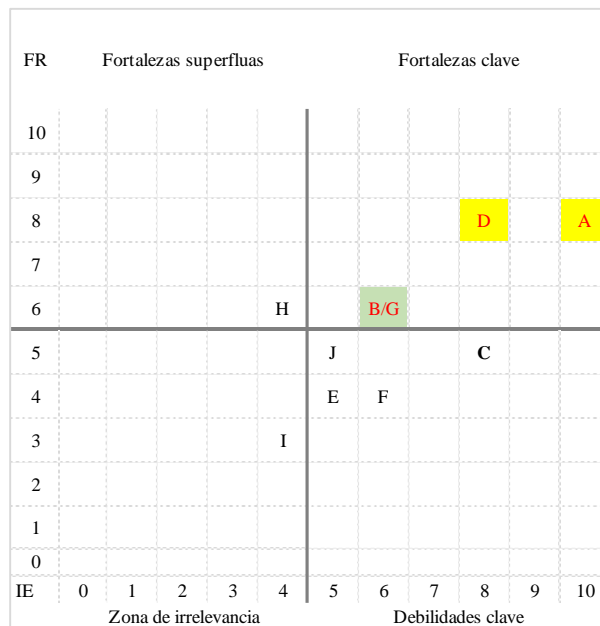 FR Fortalezas superfluas Fortalezas clave
10
9
8 D A
7
6 H B/G
5 J C
4 E F
3 I
2
1
0
IE 0 1 2 3 4 5 6 7 8 9 10
Zona de irrelevancia Debilidades clave